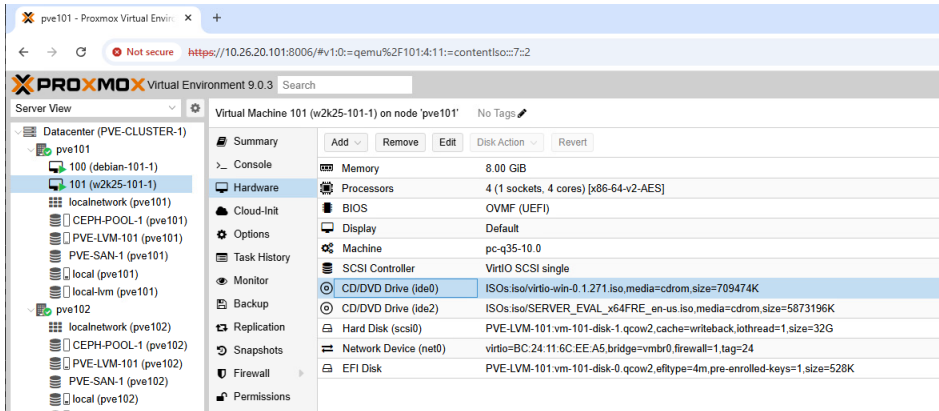 pve101 - Proxmox Virtual Envir
Not secure https://10.26.20.101:8006/#v1:0:=qemu%2F101:4:11:=contentIso:::7::2
PROXMOX Virtual Environment 9.0.3 Search
Server View
Datacenter (PVE-CLUSTER-1)
pve101
100 (debian-101-1)
101 (w2k25-101-1)
localnetwork (pve101)
CEPH-POOL-1 (pve101)
PVE-LVM-101 (pve101)
PVE-SAN-1 (pve101)
local (pve101)
local-lvm (pve101)
pve102
localnetwork (pve102)
CEPH-POOL-1 (pve102)
PVE-LVM-101 (pve102)
PVE-SAN-1 (pve102)
local (pve102)
Virtual Machine 101 (w2k25-101-1) on node 'pve101' No Tags
Summary
Console
Hardware
Cloud-Init
Options
Task History
Monitor
Backup
Replication
Snapshots
Firewall
Permissions
Add Remove Edit Disk Action Revert
Memory 8.00 GiB
Processors 4 (1 sockets, 4 cores) [x86-64-v2-AES]
BIOS OVMF (UEFI)
Display Default
Machine pc-q35-10.0
SCSI Controller VirtIO SCSI single
CD/DVD Drive (ide0) ISOs:iso/virtio-win-0.1.271.iso,media=cdrom,size=709474K
CD/DVD Drive (ide2) ISOs:iso/SERVER_EVAL_x64FRE_en-us.iso,media=cdrom,size=5873196K
Hard Disk (scsi0) PVE-LVM-101:vm-101-disk-1.qcow2,cache=writeback,iothread=1,size=32G
Network Device (net0) virtio=BC:24:11:6C:EE:A5,bridge=vmbr0,firewall=1,tag=24
EFI Disk PVE-LVM-101:vm-101-disk-0.qcow2,efitype=4m,pre-enrolled-keys=1,size=528K